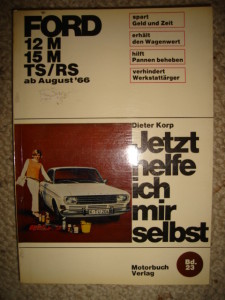 FORD
12 M
15 M
TS/RS
ab August '66
spart
Geld und Zeit
erhält
den Wagenwert
hilft
Pannen beheben
verhindert
Werkstattärger
Dieter Korp
Jetzt
helfe
ich
mir
selbst
Motorbuch
Verlag
Bd.
23